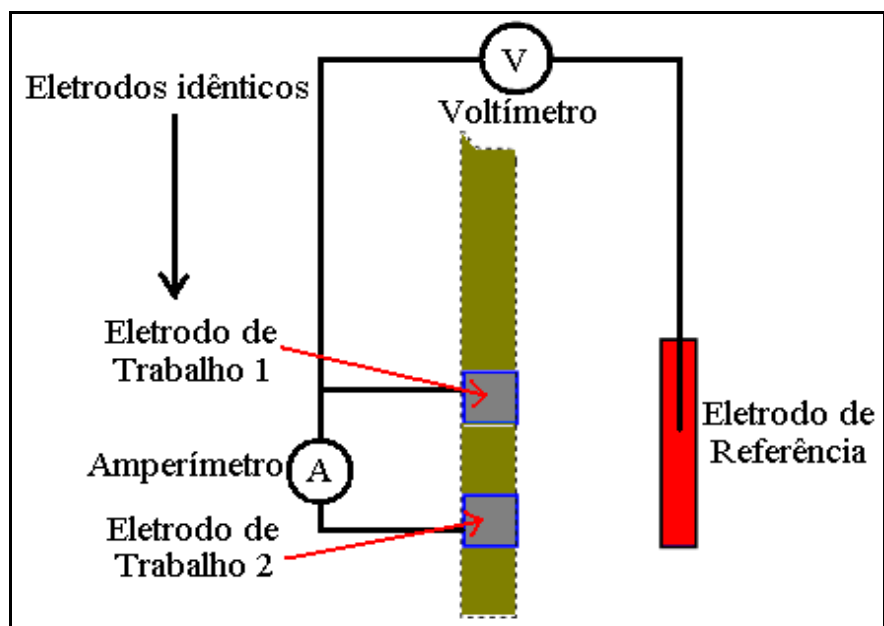 V
Eletrodos idênticos
Voltímetro
Eletrodo de
Trabalho 1
Eletrodo de
Referência
Amperímetro
A
Eletrodo de
Trabalho 2